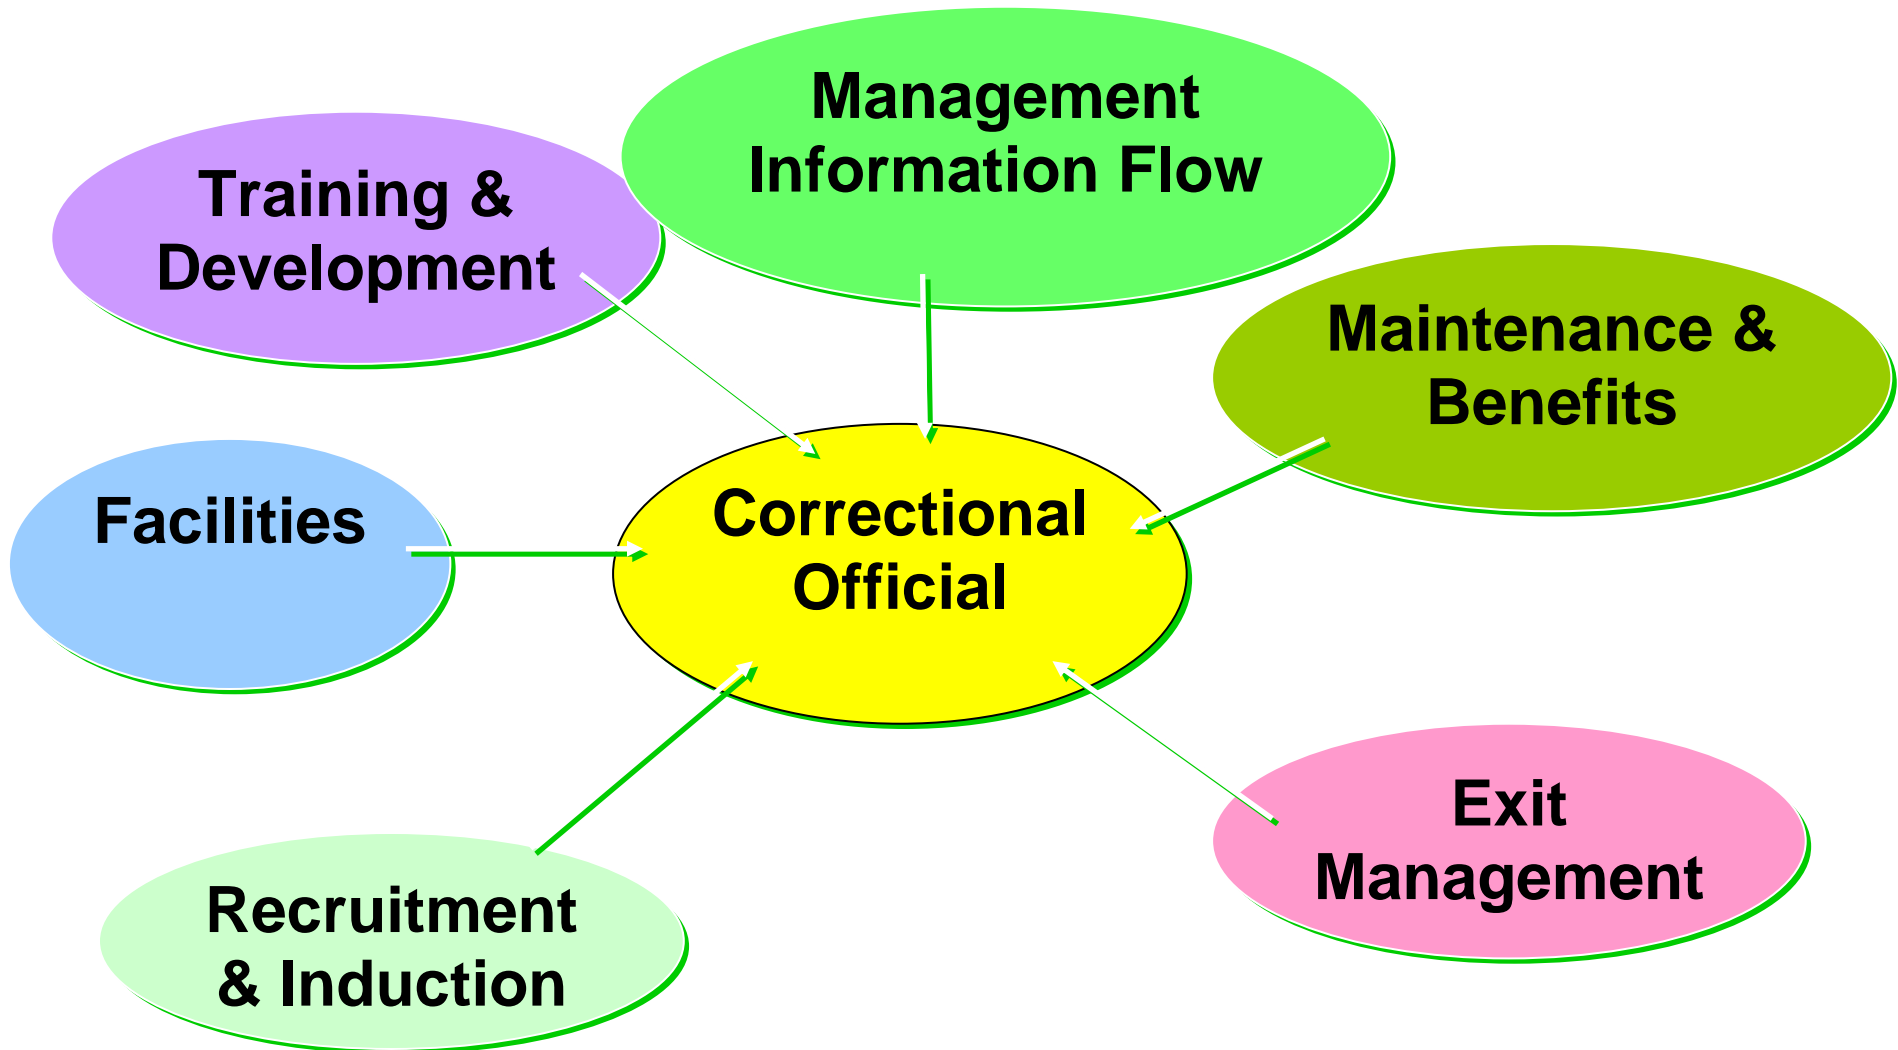 Management
Information Flow
Training &
Development
Maintenance &
Benefits
Facilities
Correctional
Official
Exit
Management
Recruitment
& Induction